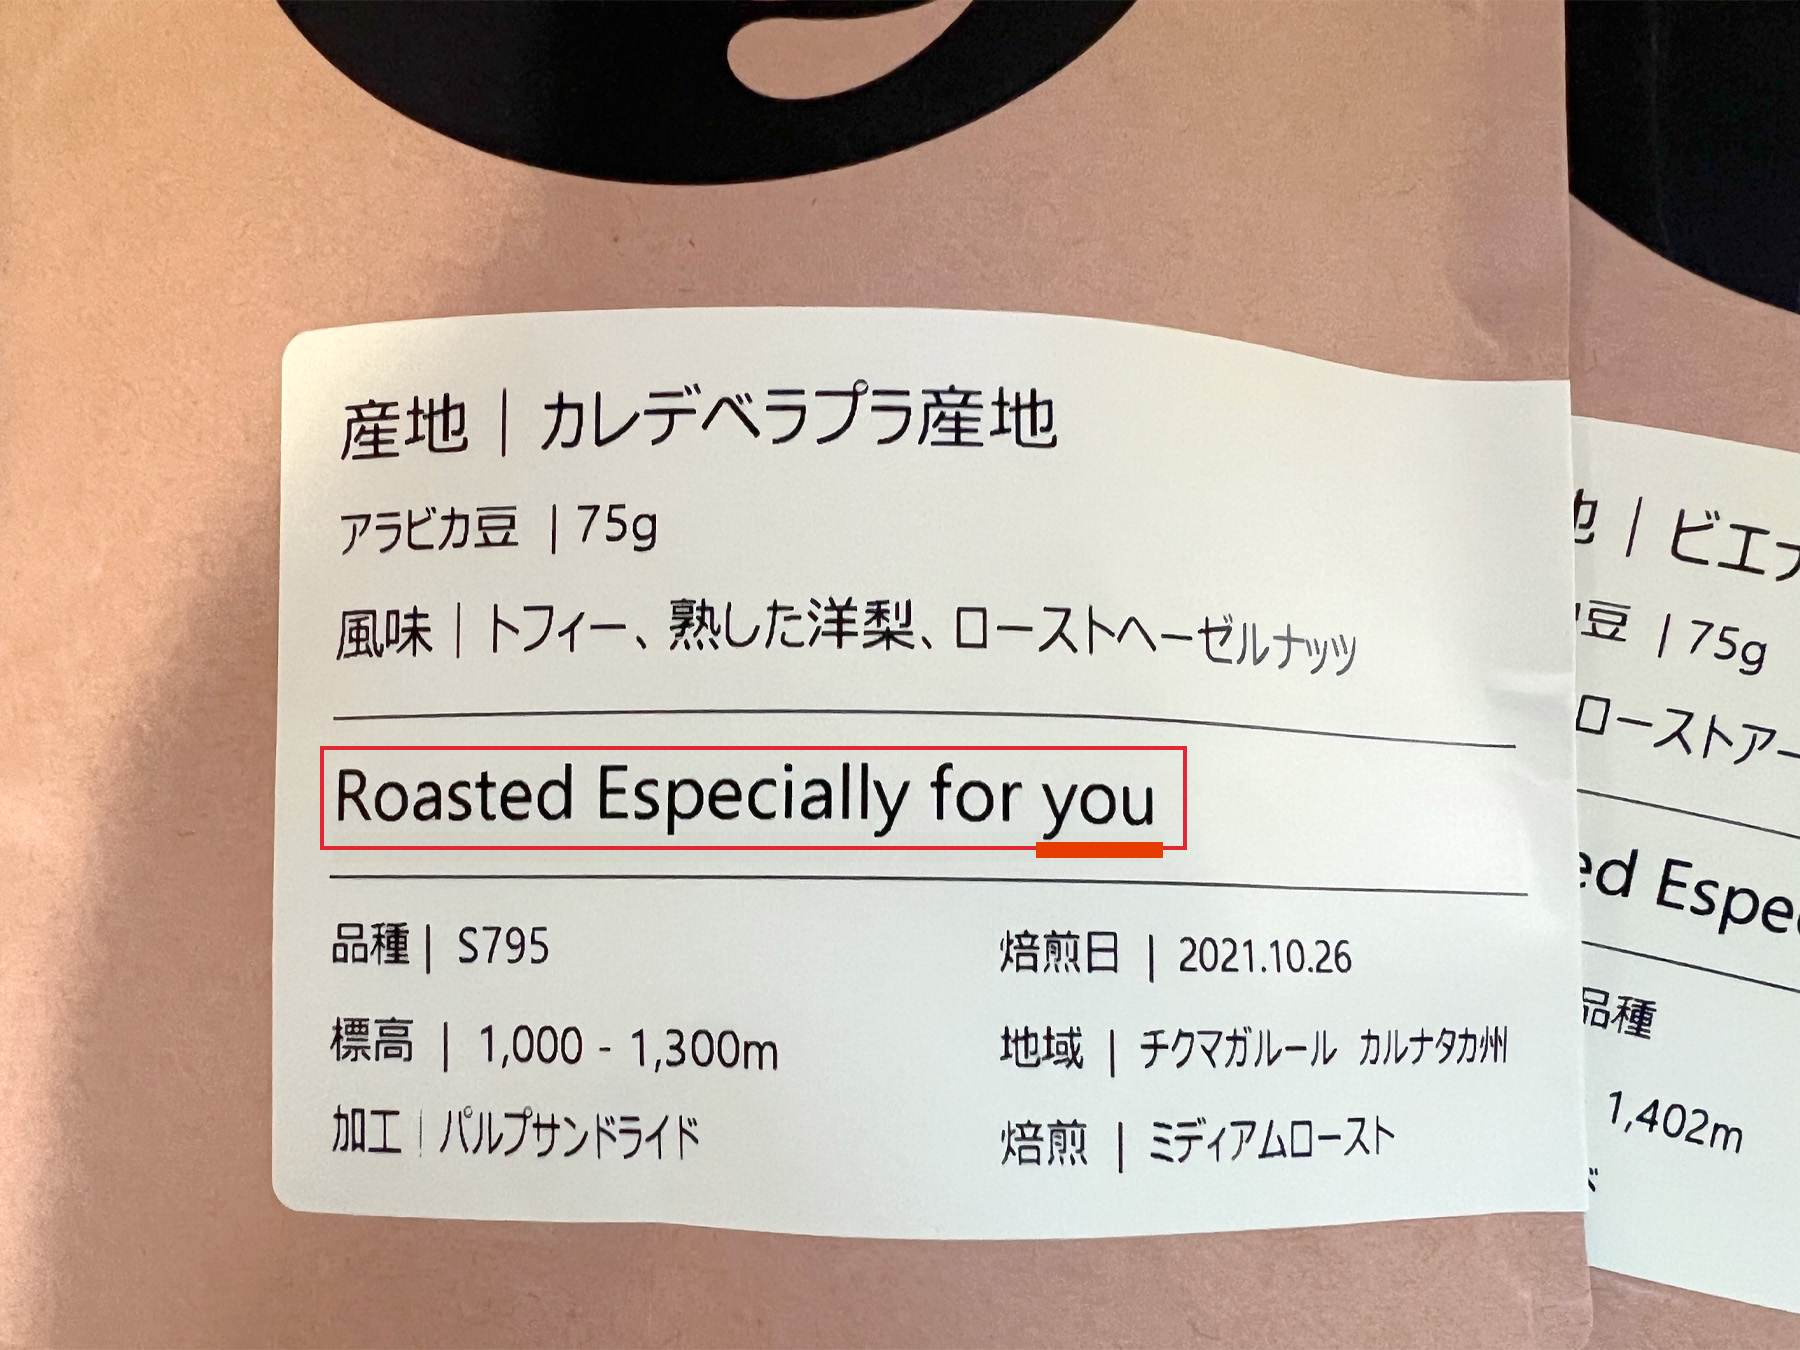 産地 | カレデベラプラ産地
アラビカ豆 | 75g
風味 | トフィー、熟した洋梨、ローストヘーゼルナッツ
Roasted Especially for you
品種 | S795
焙煎日 | 2021.10.26
標高 | 1,000 - 1,300m
地域 | チクマガルール カルナタカ州
加工 | パルプサンドライド
焙煎 | ミディアムロースト
地 | ビエナ
豆 | 75g
ローストアー
ed Espec
品種
1,402m
ド